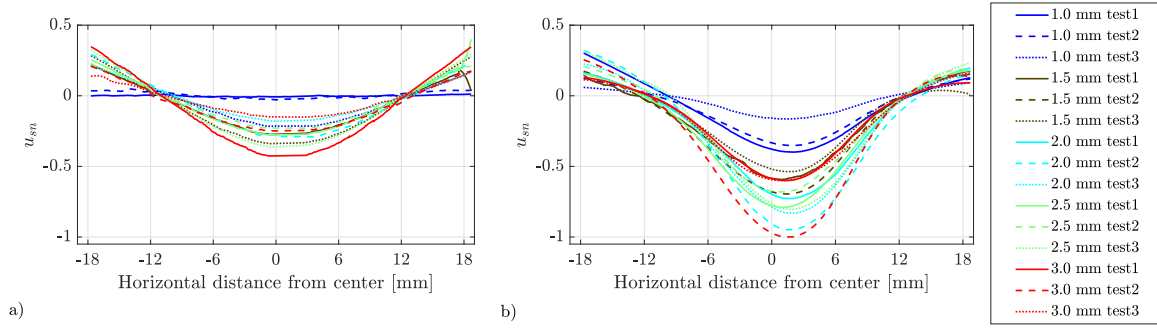 0.5
0
-0.5
-1
-18
-12
-6
0
6
12
18
u_sn
Horizontal distance from center [mm]
a)
0.5
0
-0.5
-1
-18
-12
-6
0
6
12
18
u_sn
Horizontal distance from center [mm]
b)
1.0 mm test1
1.0 mm test2
1.0 mm test3
1.5 mm test1
1.5 mm test2
1.5 mm test3
2.0 mm test1
2.0 mm test2
2.0 mm test3
2.5 mm test1
2.5 mm test2
2.5 mm test3
3.0 mm test1
3.0 mm test2
3.0 mm test3